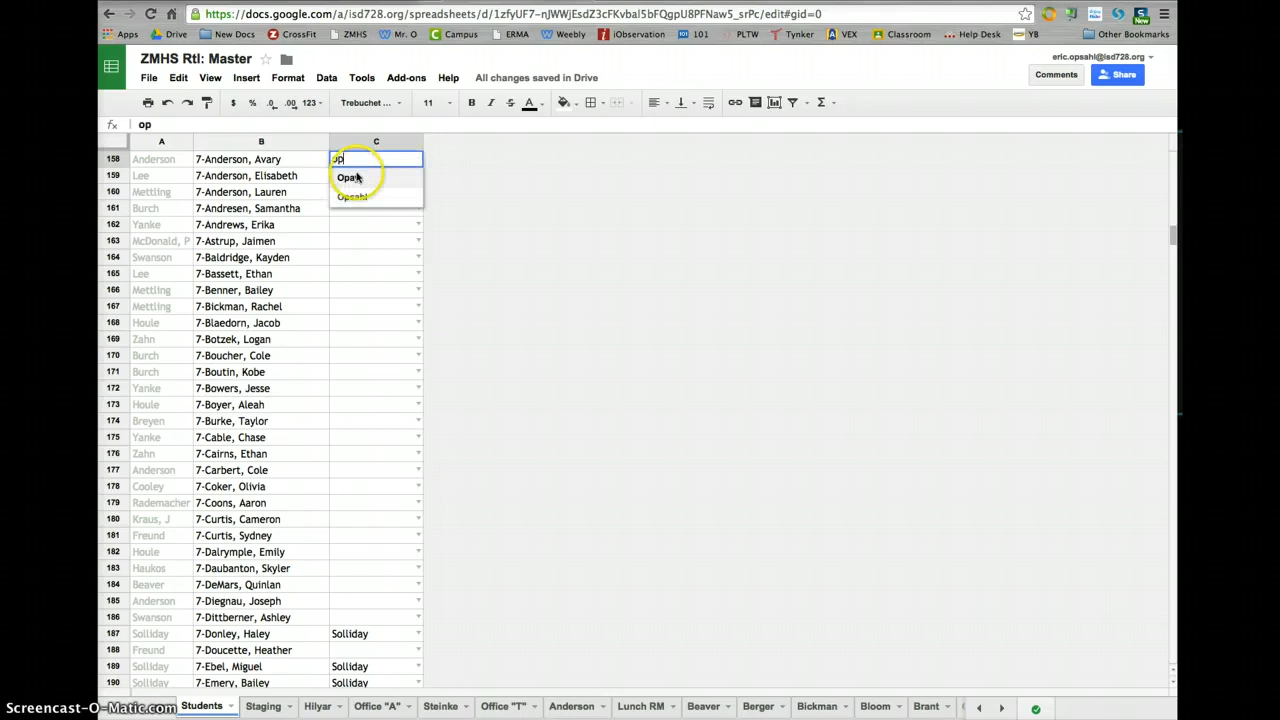 https://docs.google.com/a/isd728.org/spreadsheets/d/1zfyUF7-nJWWjEsdZ3cFKvbal5bFQgpU8PFNaw5_srPc/edit#gid=0
Apps Drive New Docs CrossFit ZMHS Mr. O Campus ERMA Weebly iObservation 101 PLTW Tynker VEX Classroom Help Desk YB Other Bookmarks
ZMHS RtI: Master
eric.opsahl@isd728.org
File Edit View Insert Format Data Tools Add-ons Help All changes saved in Drive
Comments Share
$ % .0 .00 123 Trebuchet ... 11 B I S A Σ
fx op
A B C
158 Anderson 7-Anderson, Avary op
159 Lee 7-Anderson, Elisabeth
160 Mettling 7-Anderson, Lauren Opsahl
161 Burch 7-Andresen, Samantha
162 Yanke 7-Andrews, Erika
163 McDonald, P 7-Astrup, Jaimen
164 Swanson 7-Baldridge, Kayden
165 Lee 7-Bassett, Ethan
166 Mettling 7-Benner, Bailey
167 Mettling 7-Bickman, Rachel
168 Houle 7-Blaedorn, Jacob
169 Zahn 7-Botzek, Logan
170 Burch 7-Boucher, Cole
171 Burch 7-Boutin, Kobe
172 Yanke 7-Bowers, Jesse
173 Houle 7-Boyer, Aleah
174 Breyen 7-Burke, Taylor
175 Yanke 7-Cable, Chase
176 Zahn 7-Cairns, Ethan
177 Anderson 7-Carbert, Cole
178 Cooley 7-Coker, Olivia
179 Rademacher 7-Coons, Aaron
180 Kraus, J 7-Curtis, Cameron
181 Freund 7-Curtis, Sydney
182 Houle 7-Dalrymple, Emily
183 Haukos 7-Daubanton, Skyler
184 Beaver 7-DeMars, Quinlan
185 Anderson 7-Diegnau, Joseph
186 Swanson 7-Dittberner, Ashley
187 Solliday 7-Donley, Haley Solliday
188 Freund 7-Doucette, Heather
189 Solliday 7-Ebel, Miguel Solliday
190 Solliday 7-Emery, Bailey Solliday
Students Staging Hilyar Office "A" Steinke Office "T" Anderson Lunch RM Beaver Berger Bickman Bloom Brant
Screencast-O-Matic.com